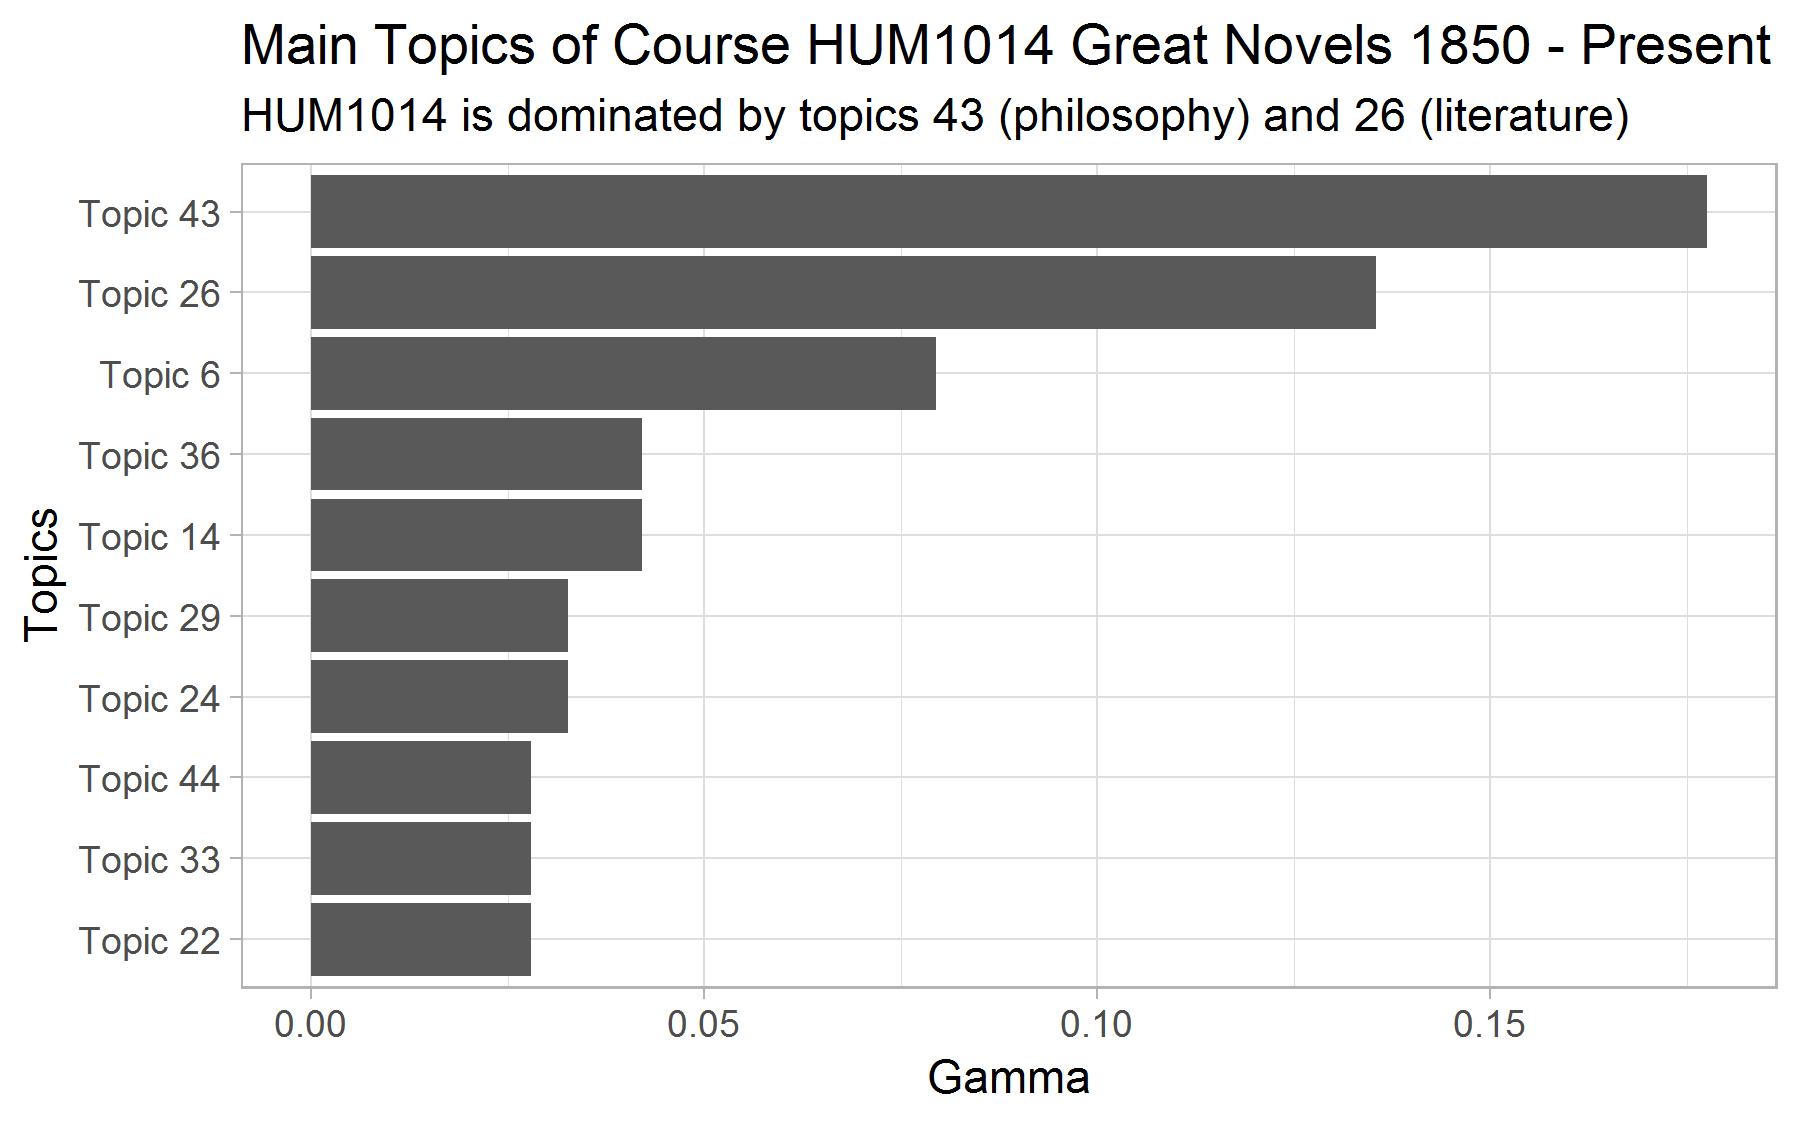 Main Topics of Course HUM1014 Great Novels 1850 - Present
HUM1014 is dominated by topics 43 (philosophy) and 26 (literature)
Topics
Topic 43
Topic 26
Topic 6
Topic 36
Topic 14
Topic 29
Topic 24
Topic 44
Topic 33
Topic 22
0.00 0.05 0.10 0.15
Gamma